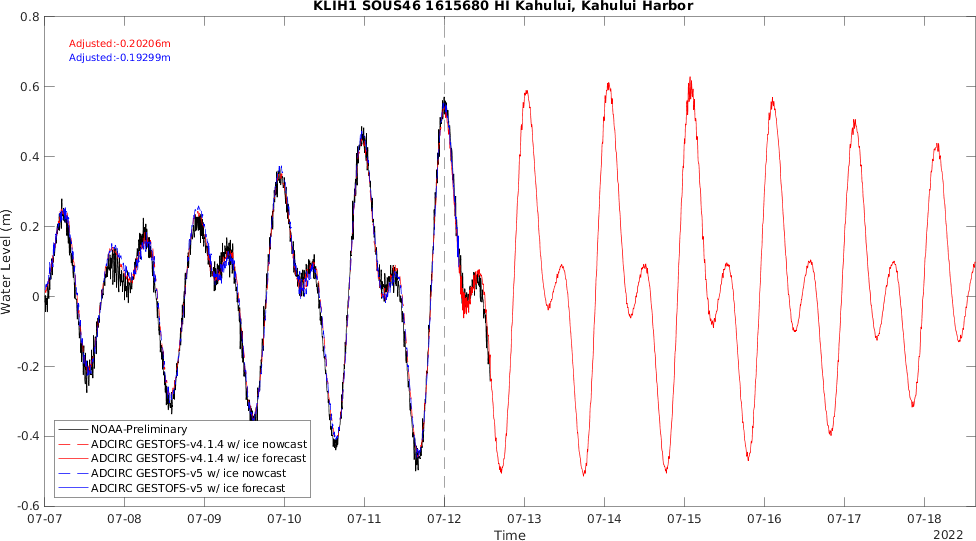 KLIH1 SOUS46 1615680 HI Kahului, Kahului Harbor
0.8
Adjusted:-0.20206m
Adjusted:-0.19299m
0.6
0.4
0.2
0
-0.2
-0.4
-0.6
Water Level (m)
NOAA-Preliminary
ADCIRC GESTOFS-v4.1.4 w/ ice nowcast
ADCIRC GESTOFS-v4.1.4 w/ ice forecast
ADCIRC GESTOFS-v5 w/ ice nowcast
ADCIRC GESTOFS-v5 w/ ice forecast
07-07 07-08 07-09 07-10 07-11 07-12 07-13 07-14 07-15 07-16 07-17 07-18
Time
2022